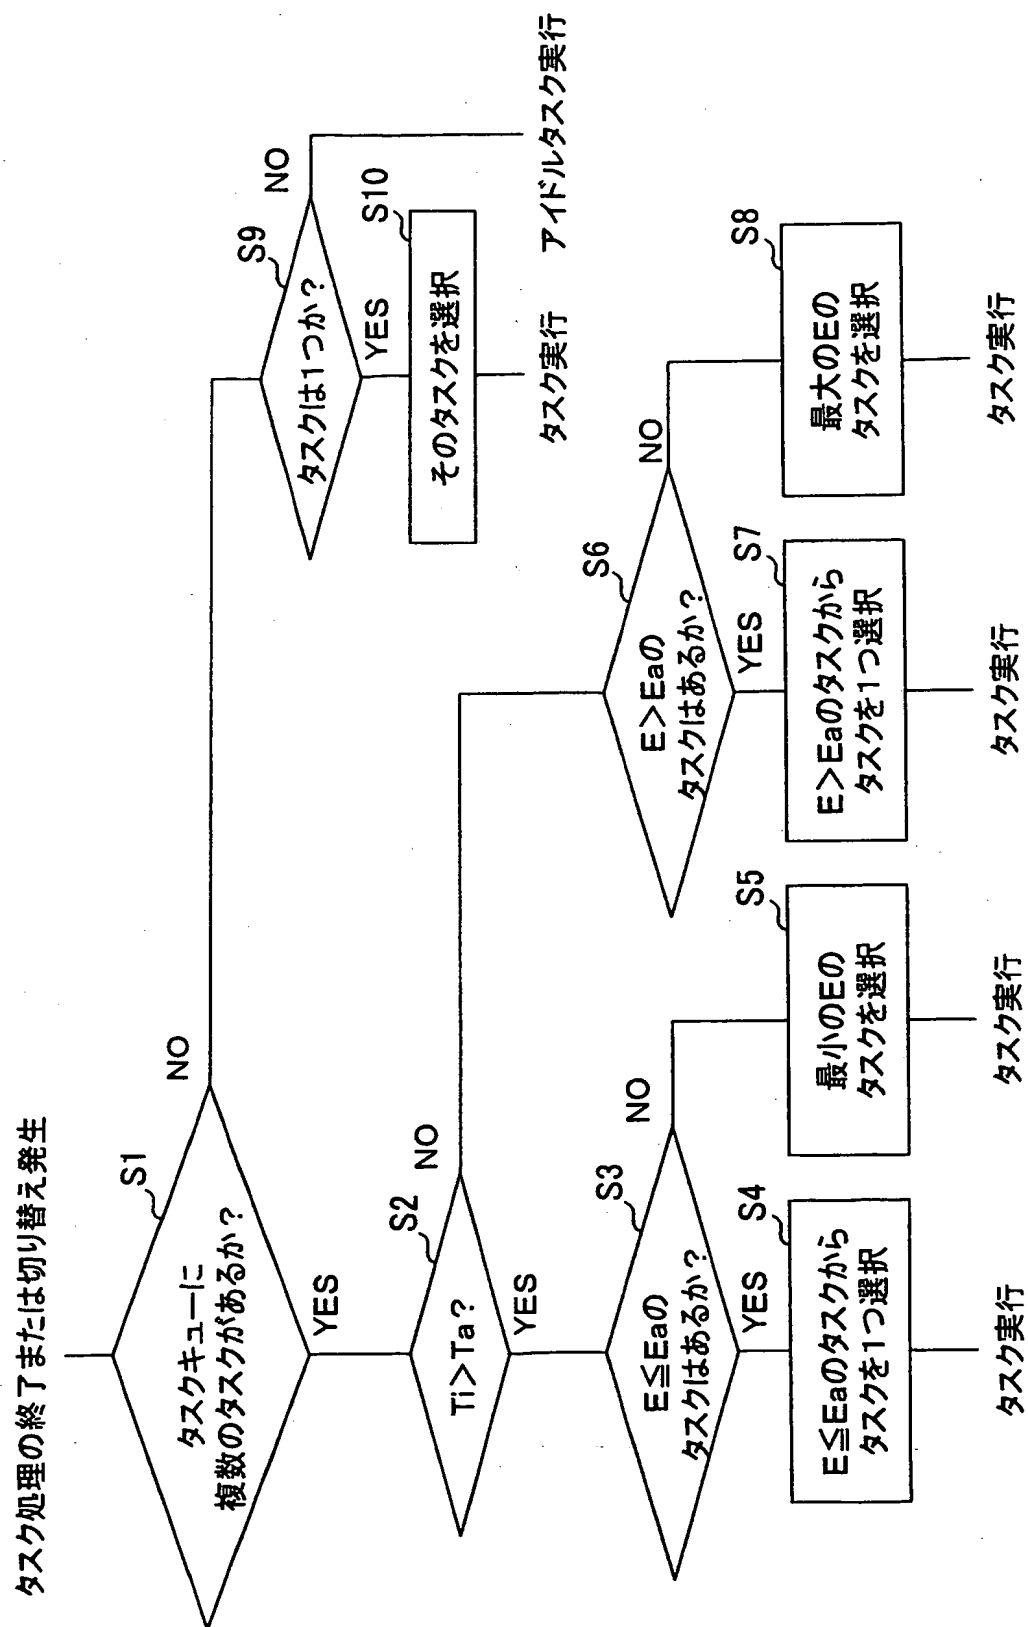 タスク処理の終了または切り替え発生
S1
タスクキューに
複数のタスクがあるか?
NO
YES
S9
タスクは1つか?
NO
YES
S10
そのタスクを選択
タスク実行
アイドルタスク実行
S2
Ti>Ta?
NO
YES
S3
E≦Eaの
タスクはあるか?
NO
YES
S4
E≦Eaのタスクから
タスクを1つ選択
タスク実行
S5
最小のEの
タスクを選択
タスク実行
S6
E>Eaの
タスクはあるか?
NO
YES
S7
E>Eaのタスクから
タスクを1つ選択
タスク実行
S8
最大のEの
タスクを選択
タスク実行